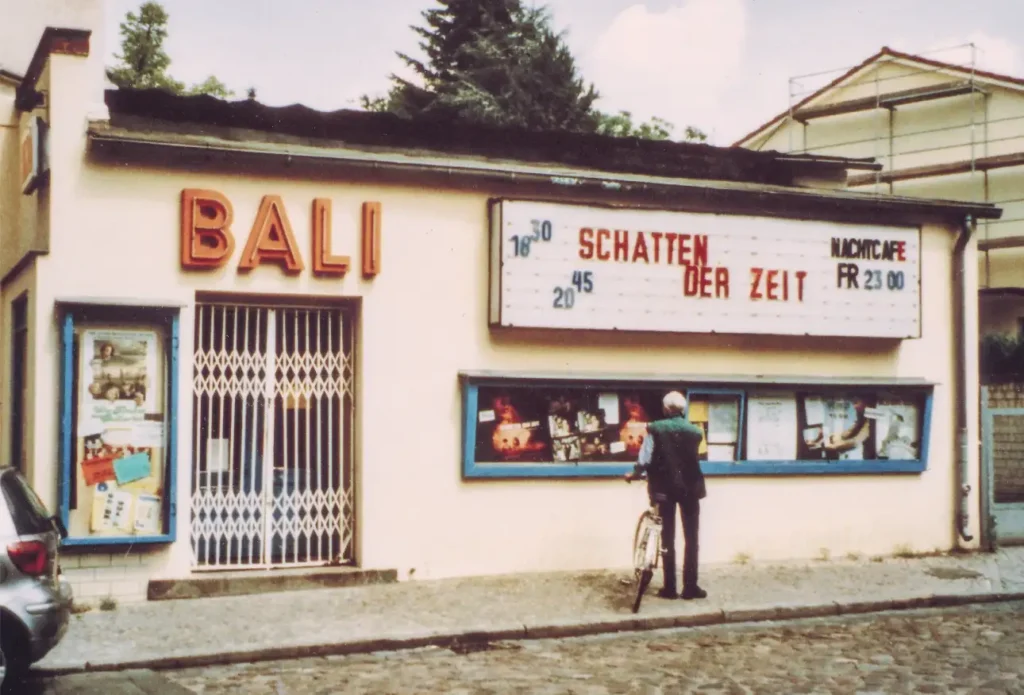 BALI
18 30
SCHATTEN
DER ZEIT
20 45
NACHTCAFE
FR 23 00